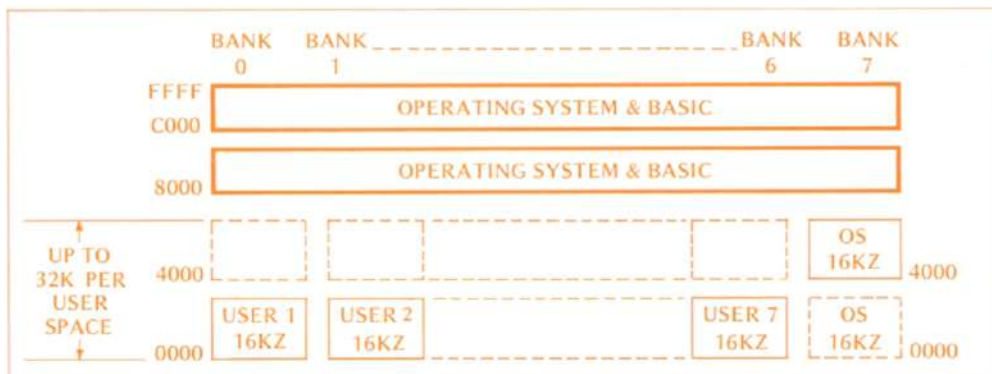 BANK BANK BANK BANK
0 1 6 7
FFFF
OPERATING SYSTEM & BASIC
C000
OPERATING SYSTEM & BASIC
8000
UP TO
32K PER
USER
SPACE
OS
16KZ
4000 4000
USER 1
16KZ
USER 2
16KZ
USER 7
16KZ
OS
16KZ
0000 0000